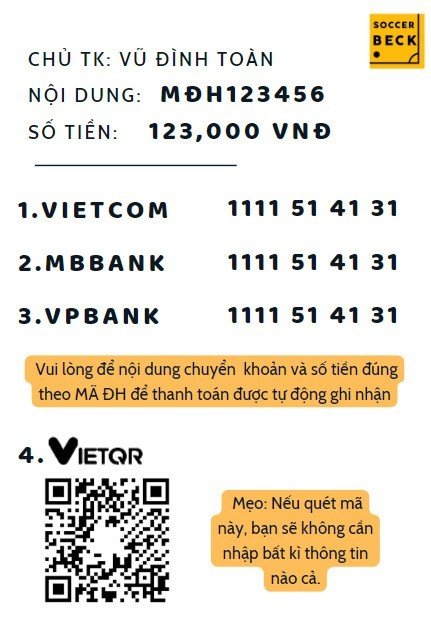 SOCCER
BECK
CHỦ TK: VŨ ĐÌNH TOÀN
NỘI DUNG: MĐH123456
SỐ TIỀN: 123,000 VNĐ
1.VIETCOM 1111 51 41 31
2.MBBANK 1111 51 41 31
3.VPBANK 1111 51 41 31
Vui lòng để nội dung chuyển khoản và số tiền đúng
theo MÃ ĐH để thanh toán được tự động ghi nhận
4. VIETQR
Mẹo: Nếu quét mã
này, bạn sẽ không cần
nhập bất kì thông tin
nào cả.